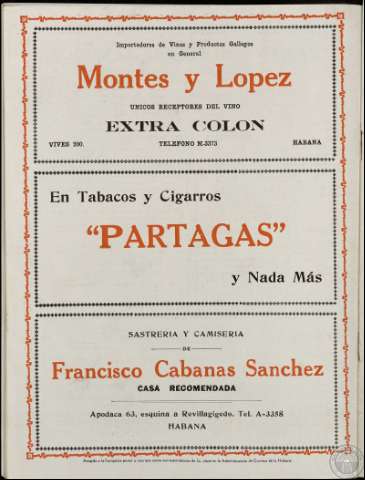 Importadores de Vinos y Productos Gallegos
en General
Montes y Lopez
UNICOS RECEPTORES DEL VINO
EXTRA COLON
VIVES 200. TELEFONO M-3373 HABANA
En Tabacos y Cigarros
“PARTAGAS”
y Nada Más
SASTRERIA Y CAMISERIA
DE
Francisco Cabanas Sanchez
CASA RECOMENDADA
Apodaca 63, esquina a Revillagigedo. Tel. A-3358
HABANA